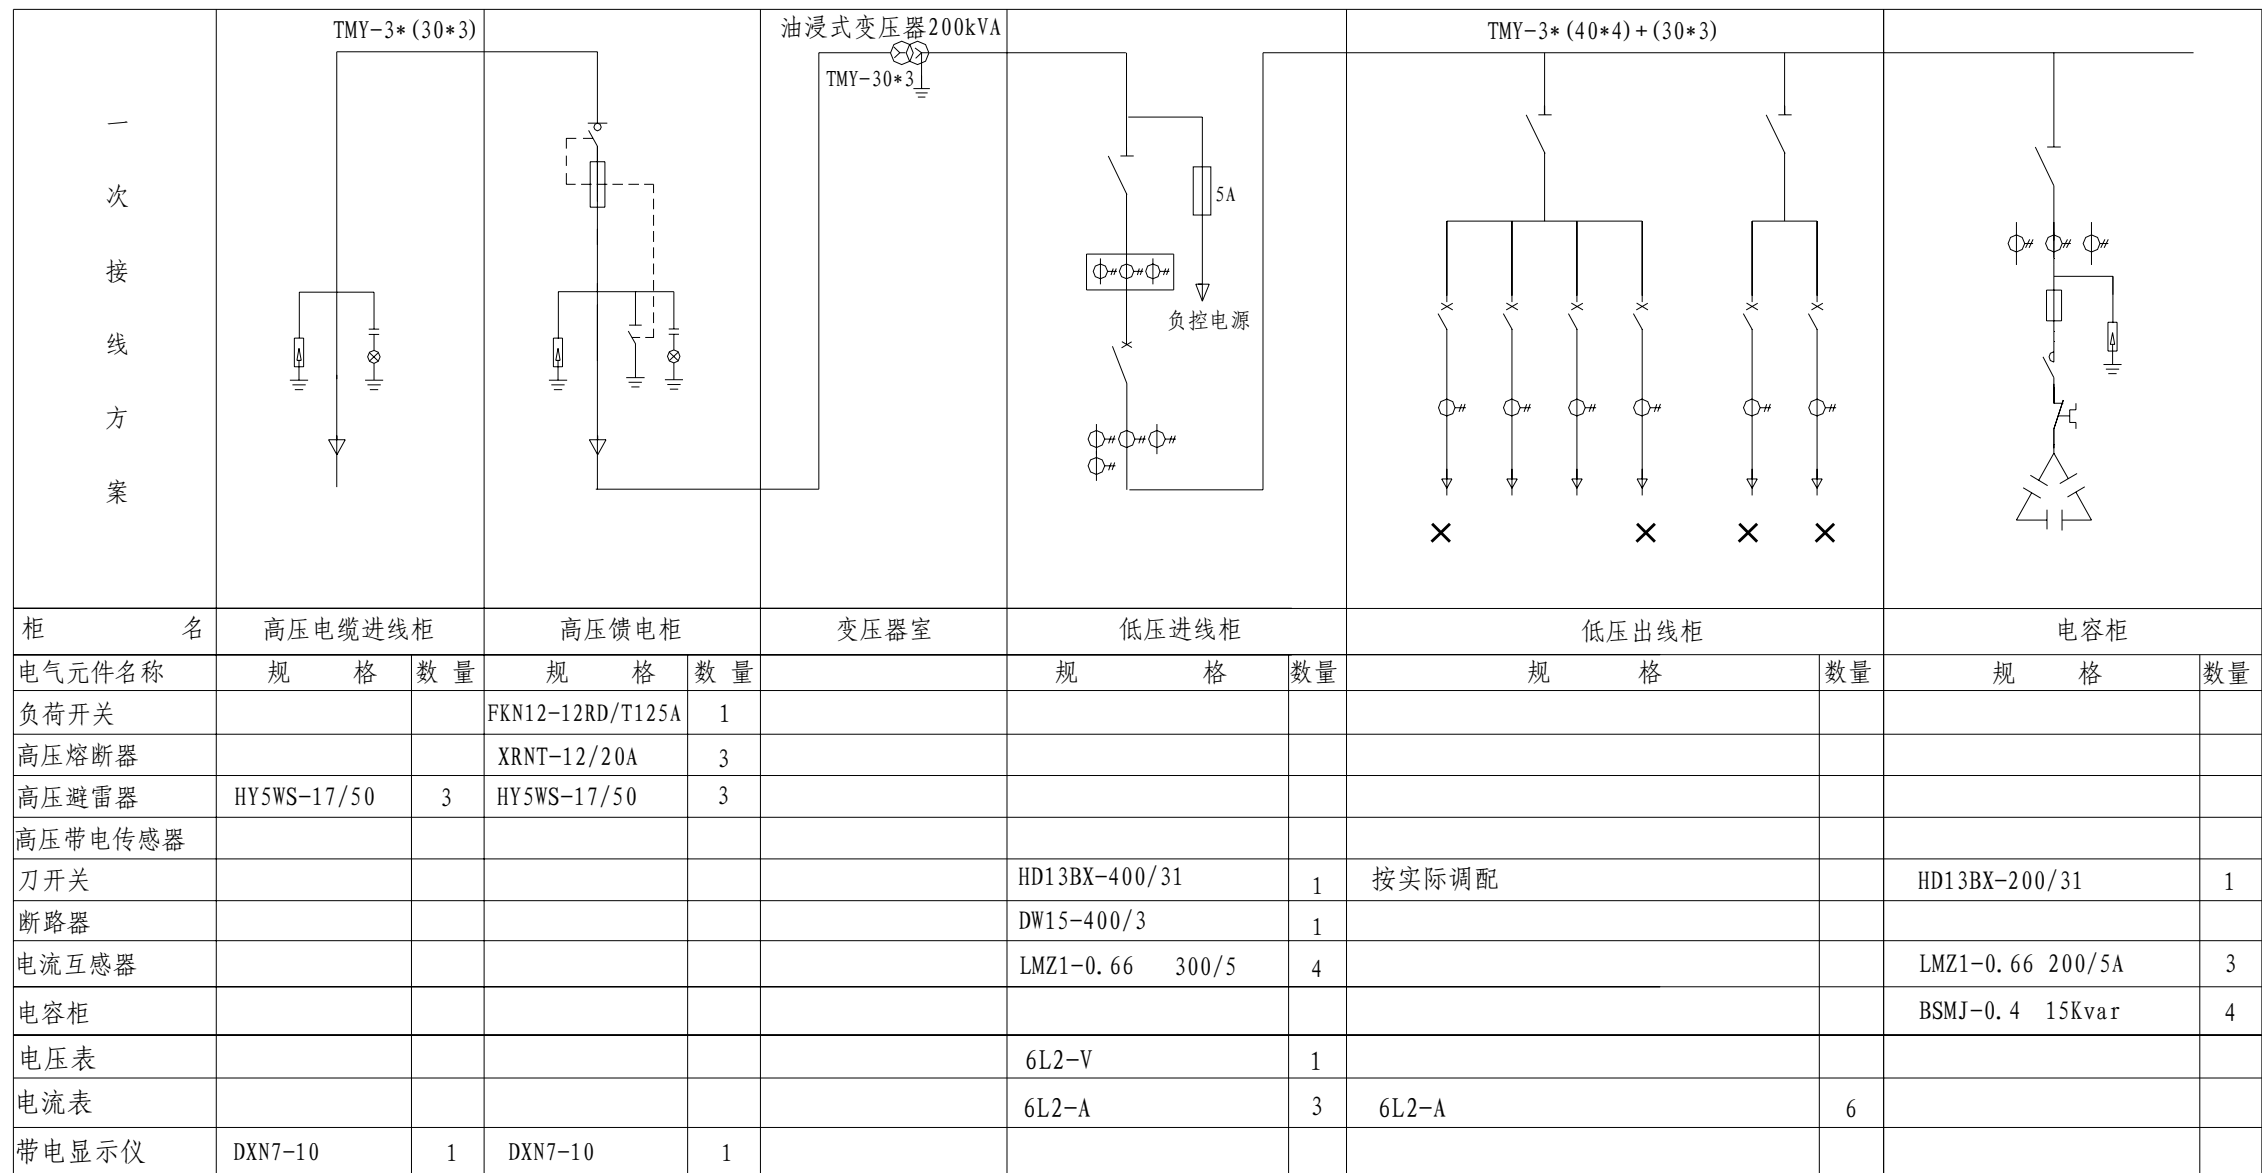 TMY-3*(30*3)
油浸式变压器200kVA
TMY-3*(40*4)+(30*3)
TMY-30*3
5A
负控电源
一
次
接
线
方
案
柜 名 高压电缆进线柜 高压馈电柜 变压器室 低压进线柜 低压出线柜 电容柜
电气元件名称 规 格 数 量 规 格 数 量 规 格 数量 规 格 数量 规 格 数量
负荷开关 FKN12-12RD/T125A 1
高压熔断器 XRNT-12/20A 3
高压避雷器 HY5WS-17/50 3 HY5WS-17/50 3
高压带电传感器
刀开关 HD13BX-400/31 1 按实际调配 HD13BX-200/31 1
断路器 DW15-400/3 1
电流互感器 LMZ1-0.66 300/5 4 LMZ1-0.66 200/5A 3
电容柜 BSMJ-0.4 15Kvar 4
电压表 6L2-V 1
电流表 6L2-A 3 6L2-A 6
带电显示仪 DXN7-10 1 DXN7-10 1